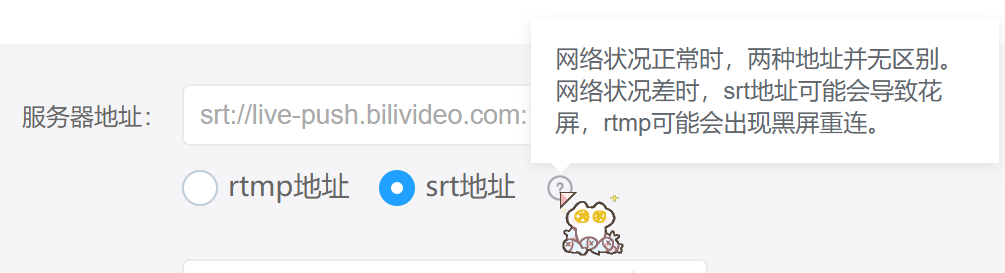 网络状况正常时，两种地址并无区别。
网络状况差时，srt地址可能会导致花
屏，rtmp可能会出现黑屏重连。
服务器地址：
srt://live-push.bilivideo.com:
rtmp地址
srt地址
?